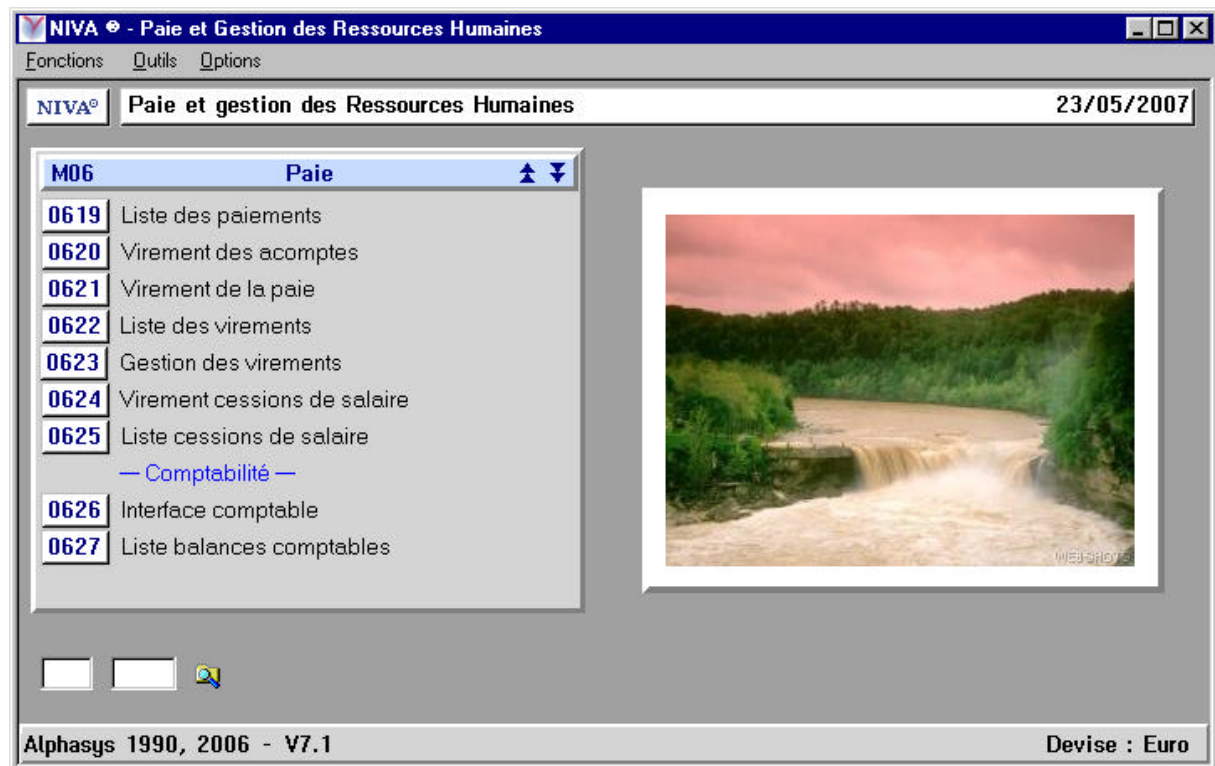 NIVA ® - Paie et Gestion des Ressources Humaines
Fonctions Outils Options
NIVA® Paie et gestion des Ressources Humaines 23/05/2007
M06 Paie
0619 Liste des paiements
0620 Virement des acomptes
0621 Virement de la paie
0622 Liste des virements
0623 Gestion des virements
0624 Virement cessions de salaire
0625 Liste cessions de salaire
— Comptabilité —
0626 Interface comptable
0627 Liste balances comptables
WEBSHOTS
Alphasys 1990, 2006 - V7.1 Devise : Euro